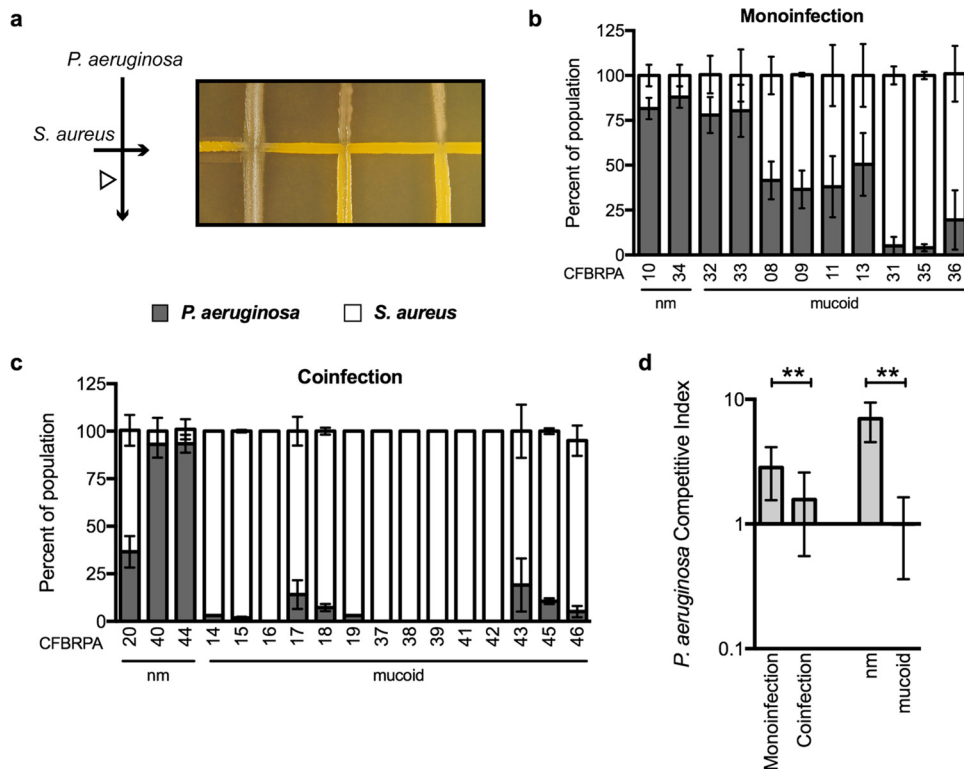 a
P. aeruginosa
S. aureus
b
Monoinfection
Percent of population
125
100
75
50
25
0
CFBRPA
10 34 32 33 08 09 11 13 31 35 36
nm mucoid
P. aeruginosa S. aureus
c
Coinfection
Percent of population
125
100
75
50
25
0
CFBRPA
20 40 44 14 15 16 17 18 19 37 38 39 41 42 43 45 46
nm mucoid
d
P. aeruginosa Competitive Index
** **
10
1
0.1
Monoinfection
Coinfection
nm
mucoid